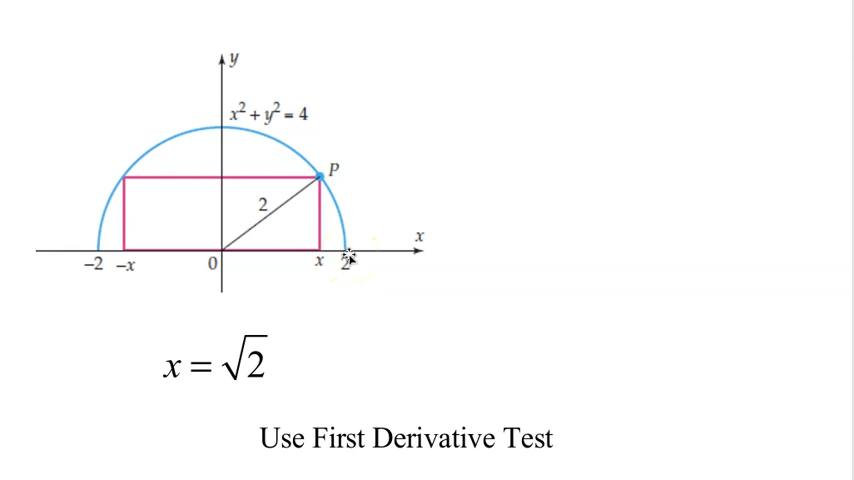 y
x² + y² = 4
P
2
x
−2 −x 0 x 2
x = √2
Use First Derivative Test